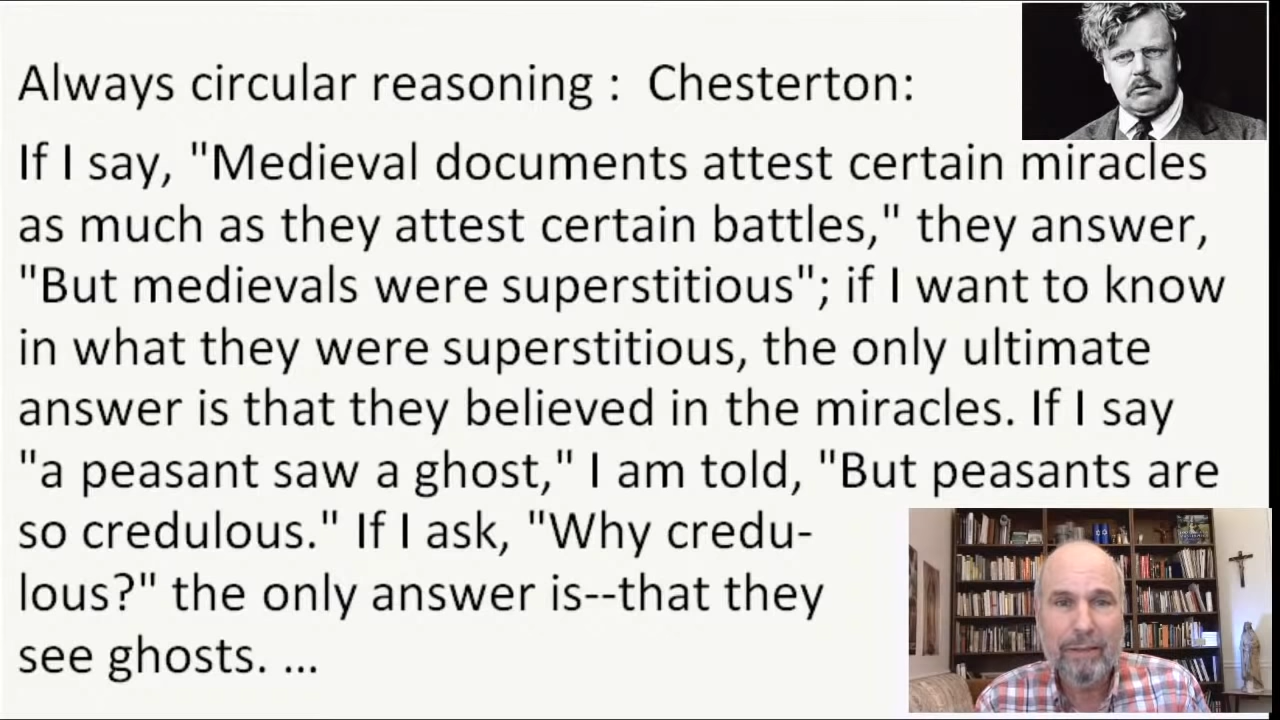 Always circular reasoning :  Chesterton:
If I say, "Medieval documents attest certain miracles
as much as they attest certain battles," they answer,
"But medievals were superstitious"; if I want to know
in what they were superstitious, the only ultimate
answer is that they believed in the miracles. If I say
"a peasant saw a ghost," I am told, "But peasants are
so credulous." If I ask, "Why credu-
lous?" the only answer is--that they
see ghosts. ...